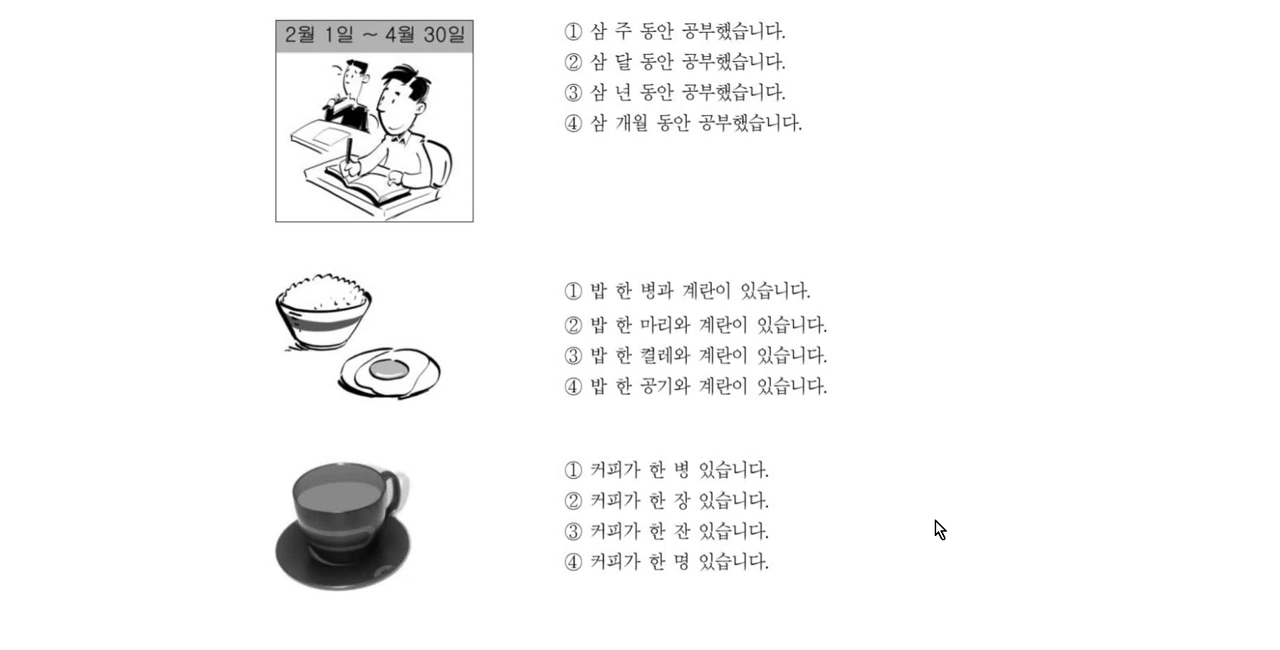 2월 1일 ~ 4월 30일
① 삼 주 동안 공부했습니다.
② 삼 달 동안 공부했습니다.
③ 삼 년 동안 공부했습니다.
④ 삼 개월 동안 공부했습니다.
① 밥 한 병과 계란이 있습니다.
② 밥 한 마리와 계란이 있습니다.
③ 밥 한 켤레와 계란이 있습니다.
④ 밥 한 공기와 계란이 있습니다.
① 커피가 한 병 있습니다.
② 커피가 한 장 있습니다.
③ 커피가 한 잔 있습니다.
④ 커피가 한 명 있습니다.